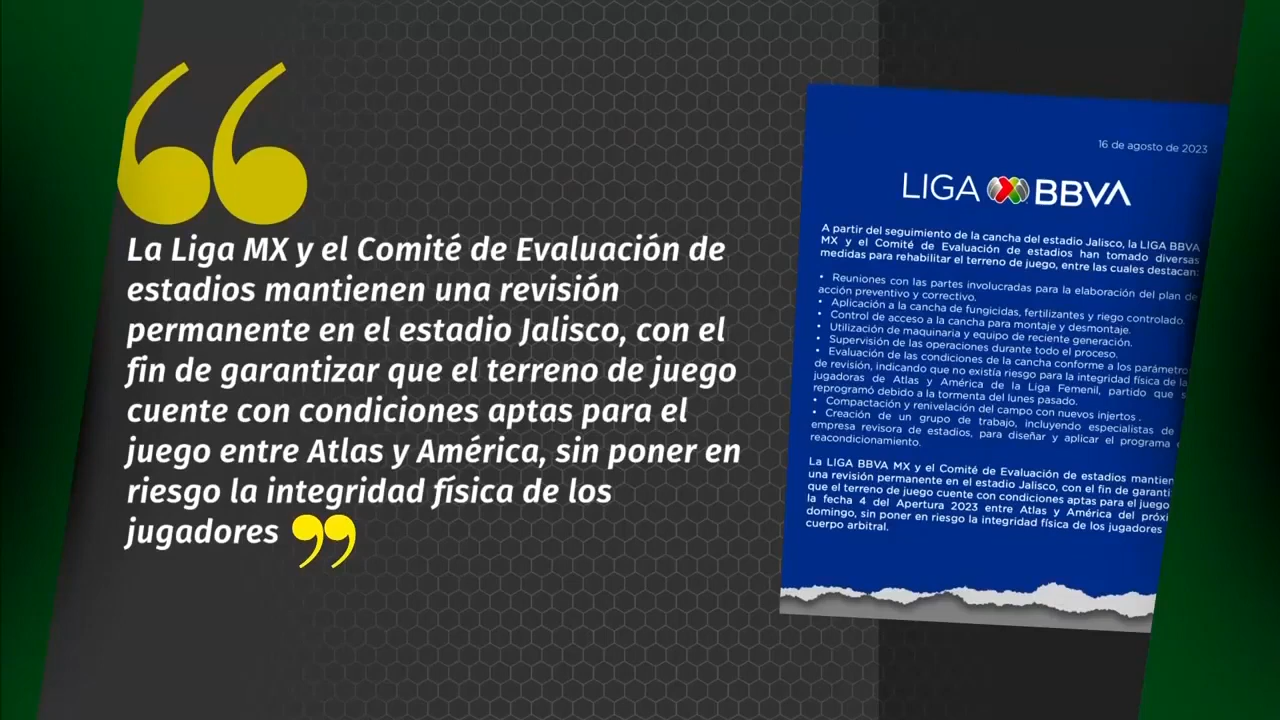 La Liga MX y el Comité de Evaluación de
estadios mantienen una revisión
permanente en el estadio Jalisco, con el
fin de garantizar que el terreno de juego
cuente con condiciones aptas para el
juego entre Atlas y América, sin poner en
riesgo la integridad física de los
jugadores
16 de agosto de 2023
LIGA BBVA
A partir del seguimiento de la cancha del estadio Jalisco, la LIGA BBVA
MX y el Comité de Evaluación de estadios han tomado diversas
medidas para rehabilitar el terreno de juego, entre las cuales destacan:
• Reuniones con las partes involucradas para la elaboración del plan de
acción preventivo y correctivo.
• Aplicación a la cancha de fungicidas, fertilizantes y riego controlado.
• Control de acceso a la cancha para montaje y desmontaje.
• Utilización de maquinaria y equipo de reciente generación.
• Supervisión de las operaciones durante todo el proceso.
• Evaluación de las condiciones de la cancha conforme a los parámetro
de revisión, indicando que no existía riesgo para la integridad física de la
jugadoras de Atlas y América de la Liga Femenil, partido que s
reprogramó debido a la tormenta del lunes pasado.
• Compactación y renivelación del campo con nuevos injertos .
• Creación de un grupo de trabajo, incluyendo especialistas de
empresa revisora de estadios, para diseñar y aplicar el programa
reacondicionamiento.
La LIGA BBVA MX y el Comité de Evaluación de estadios mantien
una revisión permanente en el estadio Jalisco, con el fin de garanti
que el terreno de juego cuente con condiciones aptas para el juego
la fecha 4 del Apertura 2023 entre Atlas y América del próxi
domingo, sin poner en riesgo la integridad física de los jugadores
cuerpo arbitral.